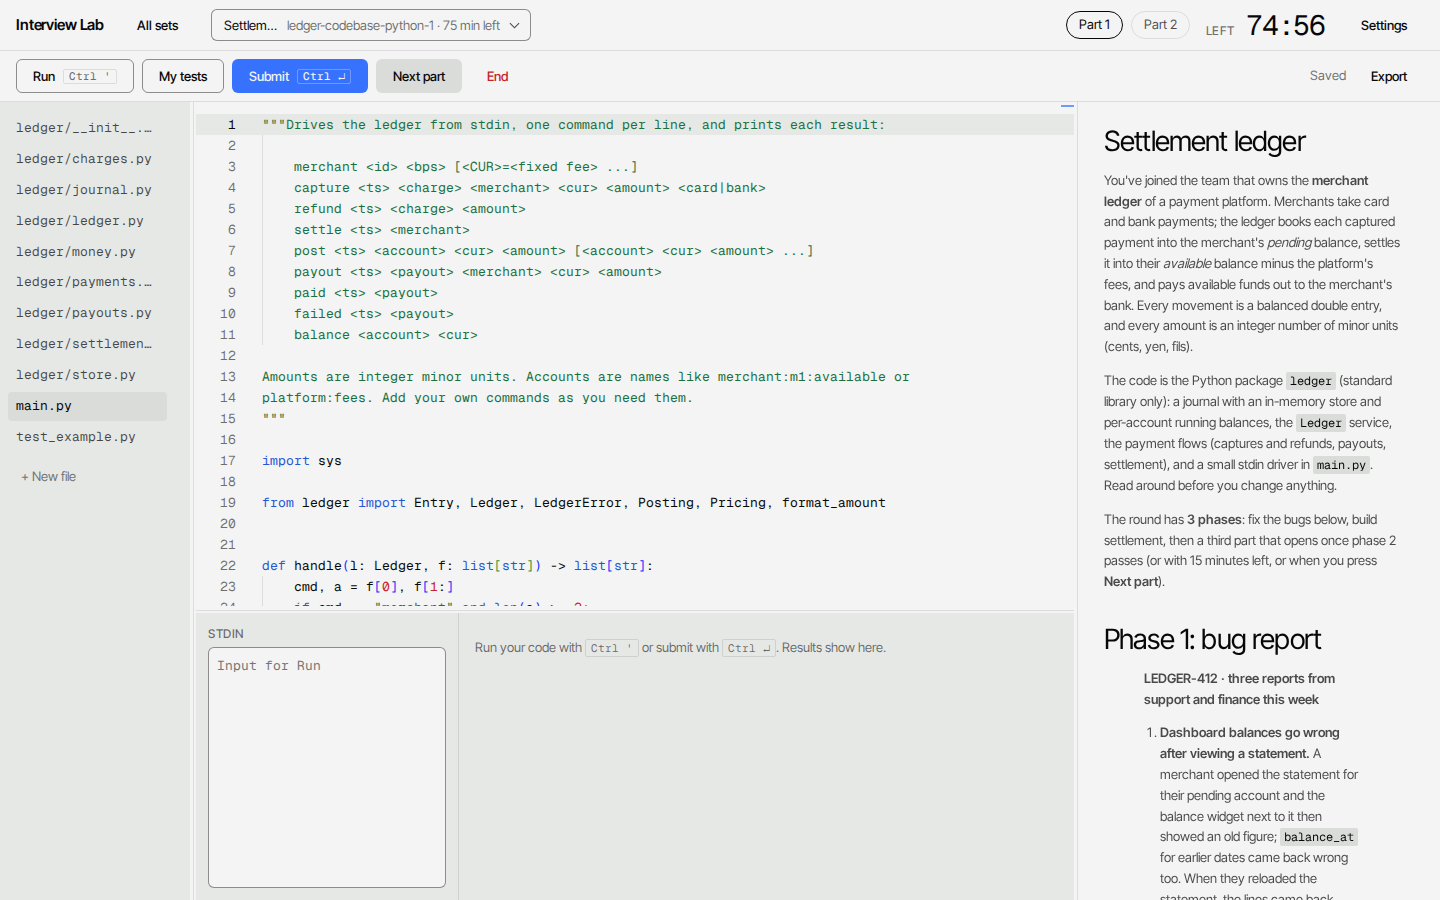 Interview Lab
All sets
Settlem... ledger-codebase-python-1 · 75 min left
Part 1
Part 2
LEFT 74:56
Settings
Run Ctrl '
My tests
Submit Ctrl ↵
Next part
End
Saved
Export
ledger/__init__.…
ledger/charges.py
ledger/journal.py
ledger/ledger.py
ledger/money.py
ledger/payments.…
ledger/payouts.py
ledger/settlemen…
ledger/store.py
main.py
test_example.py
+ New file
1 """Drives the ledger from stdin, one command per line, and prints each result:
2
3 merchant <id> <bps> [<CUR>=<fixed fee> ...]
4 capture <ts> <charge> <merchant> <cur> <amount> <card|bank>
5 refund <ts> <charge> <amount>
6 settle <ts> <merchant>
7 post <ts> <account> <cur> <amount> [<account> <cur> <amount> ...]
8 payout <ts> <payout> <merchant> <cur> <amount>
9 paid <ts> <payout>
10 failed <ts> <payout>
11 balance <account> <cur>
12
13 Amounts are integer minor units. Accounts are names like merchant:m1:available or
14 platform:fees. Add your own commands as you need them.
15 """
16
17 import sys
18
19 from ledger import Entry, Ledger, LedgerError, Posting, Pricing, format_amount
20
21
22 def handle(l: Ledger, f: list[str]) -> list[str]:
23 cmd, a = f[0], f[1:]
STDIN
Input for Run
Run your code with Ctrl ' or submit with Ctrl ↵. Results show here.
Settlement ledger
You've joined the team that owns the merchant
ledger of a payment platform. Merchants take card
and bank payments; the ledger books each captured
payment into the merchant's pending balance, settles
it into their available balance minus the platform's
fees, and pays available funds out to the merchant's
bank. Every movement is a balanced double entry,
and every amount is an integer number of minor units
(cents, yen, fils).
The code is the Python package ledger (standard
library only): a journal with an in-memory store and
per-account running balances, the Ledger service,
the payment flows (captures and refunds, payouts,
settlement), and a small stdin driver in main.py.
Read around before you change anything.
The round has 3 phases: fix the bugs below, build
settlement, then a third part that opens once phase 2
passes (or with 15 minutes left, or when you press
Next part).
Phase 1: bug report
LEDGER-412 · three reports from
support and finance this week
1. Dashboard balances go wrong
after viewing a statement. A
merchant opened the statement for
their pending account and the
balance widget next to it then
showed an old figure; balance_at
for earlier dates came back wrong
too. When they reloaded the
statement, the lines came back